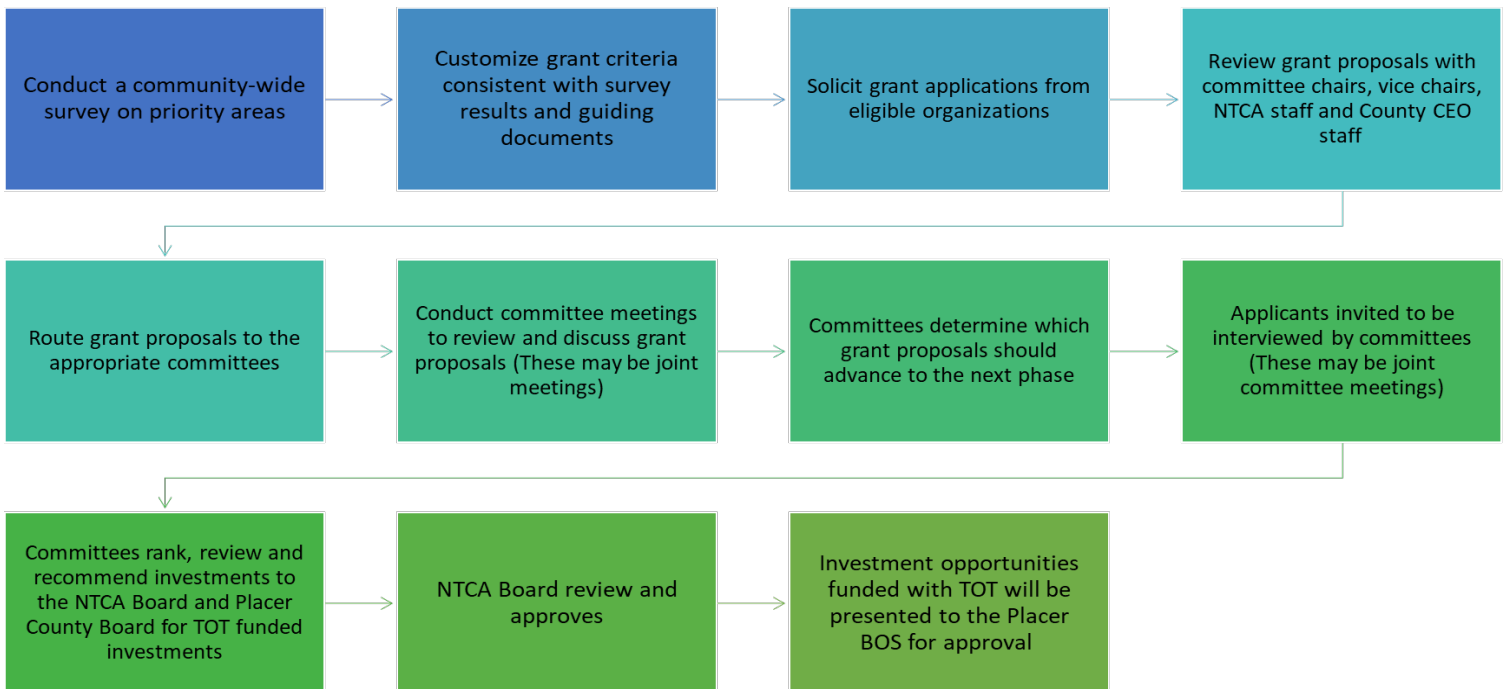 Conduct a community-wide
survey on priority areas
Customize grant criteria
consistent with survey
results and guiding
documents
Solicit grant applications from
eligible organizations
Review grant proposals with
committee chairs, vice chairs,
NTCA staff and County CEO
staff
Route grant proposals to the
appropriate committees
Conduct committee meetings
to review and discuss grant
proposals (These may be joint
meetings)
Committees determine which
grant proposals should
advance to the next phase
Applicants invited to be
interviewed by committees
(These may be joint
committee meetings)
Committees rank, review and
recommend investments to
the NTCA Board and Placer
County Board for TOT funded
investments
NTCA Board review and
approves
Investment opportunities
funded with TOT will be
presented to the Placer
BOS for approval